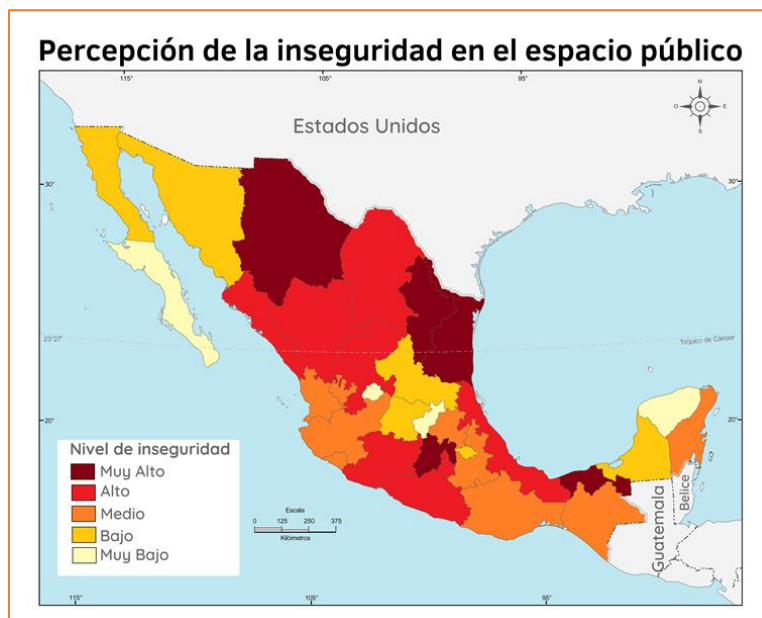 Percepción de la inseguridad en el espacio público
115°
105°
95°
N
O
E
S
Estados Unidos
30°
30°
23°27'
Trópico de Cáncer
20°
20°
Nivel de inseguridad
Muy Alto
Alto
Medio
Bajo
Muy Bajo
Escala
0 125 250 375
Kilómetros
Guatemala
Belice
115°
105°
95°